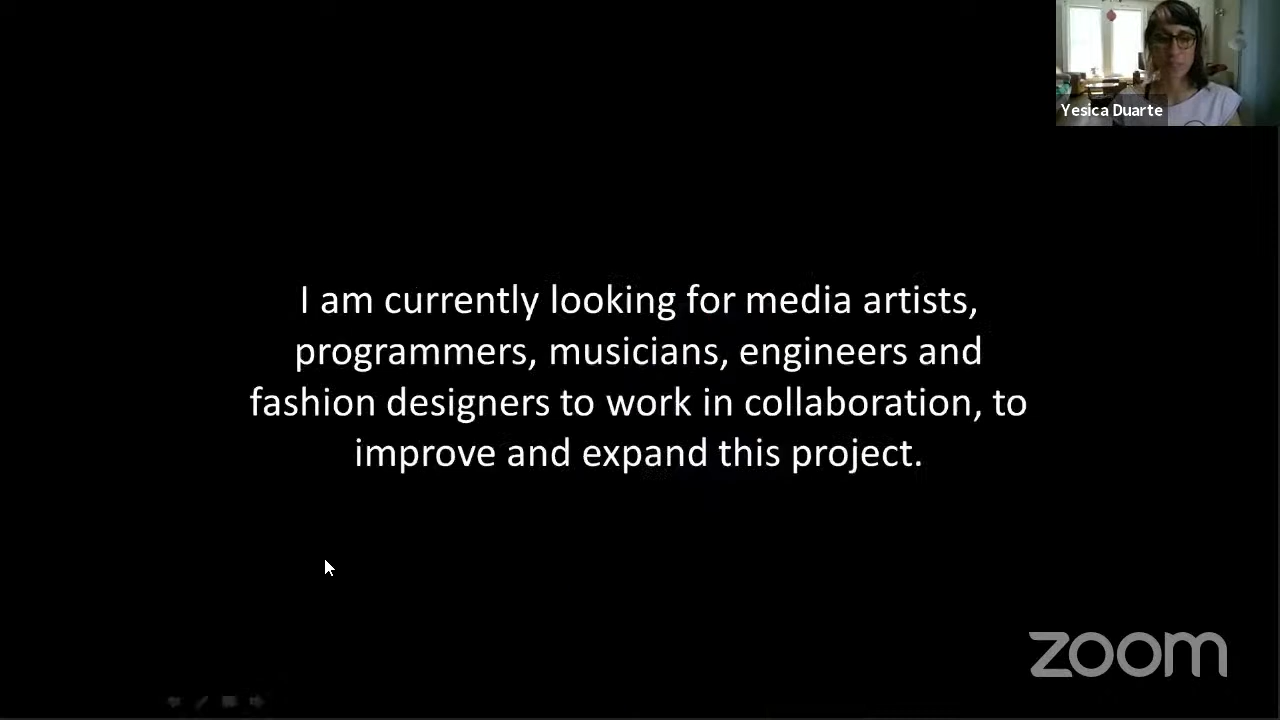 Yesica Duarte
I am currently looking for media artists,
programmers, musicians, engineers and
fashion designers to work in collaboration, to
improve and expand this project.
zoom